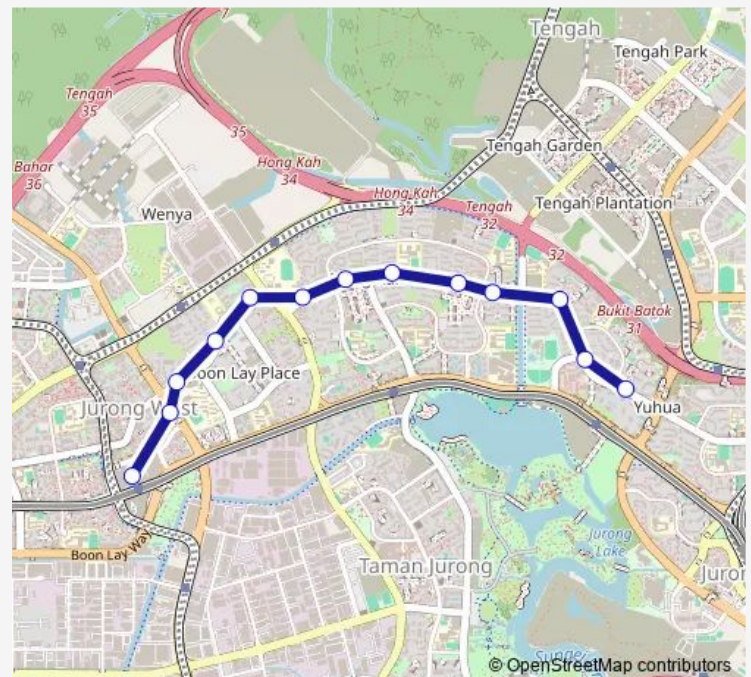 Tengah
Tengah Park
Tengah
35
35
Hong Kah
34
Tengah Garden
Bahar
36
Hong Kah
34
Tengah
32
Tengah Plantation
Wenya
32
Bukit Batok
31
oon Lay Place
Jurong West
Yuhua
Jurong
Lake
Boon Lay Way
Taman Jurong
Juron
© OpenStreetMap contributors